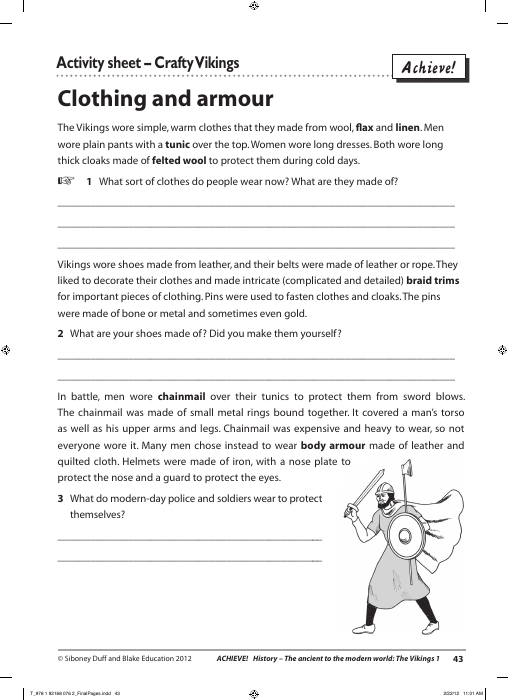 Activity sheet – Crafty Vikings
Achieve!
Clothing and armour
The Vikings wore simple, warm clothes that they made from wool, flax and linen. Men
wore plain pants with a tunic over the top. Women wore long dresses. Both wore long
thick cloaks made of felted wool to protect them during cold days.
1 What sort of clothes do people wear now? What are they made of?
Vikings wore shoes made from leather, and their belts were made of leather or rope. They
liked to decorate their clothes and made intricate (complicated and detailed) braid trims
for important pieces of clothing. Pins were used to fasten clothes and cloaks. The pins
were made of bone or metal and sometimes even gold.
2 What are your shoes made of? Did you make them yourself?
In battle, men wore chainmail over their tunics to protect them from sword blows.
The chainmail was made of small metal rings bound together. It covered a man's torso
as well as his upper arms and legs. Chainmail was expensive and heavy to wear, so not
everyone wore it. Many men chose instead to wear body armour made of leather and
quilted cloth. Helmets were made of iron, with a nose plate to
protect the nose and a guard to protect the eyes.
3 What do modern-day police and soldiers wear to protect
themselves?
© Siboney Duff and Blake Education 2012
ACHIEVE! History – The ancient to the modern world: The Vikings 1 43
2/22/12 11:31 AM